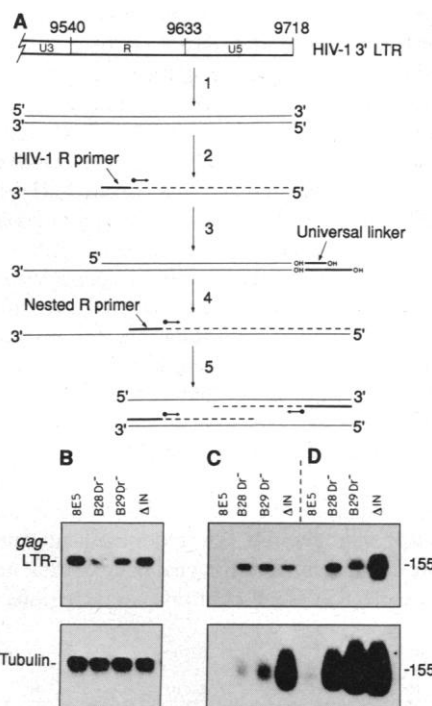 A
9540 9633 9718
U3 R U5 HIV-1 3' LTR
1
5' 3'
3' 5'
2
HIV-1 R primer
3' 5'
3
Universal linker
5' OH OH
3' OH OH
4
Nested R primer
3' 5'
5
5' 3'
3' 5'
B C D
8E5 B28 Dr⁻ B29 Dr⁻ Δ IN 8E5 B28 Dr⁻ B29 Dr⁻ Δ IN 8E5 B28 Dr⁻ B29 Dr⁻ Δ IN
gag-
LTR- -155
Tubulin- -155